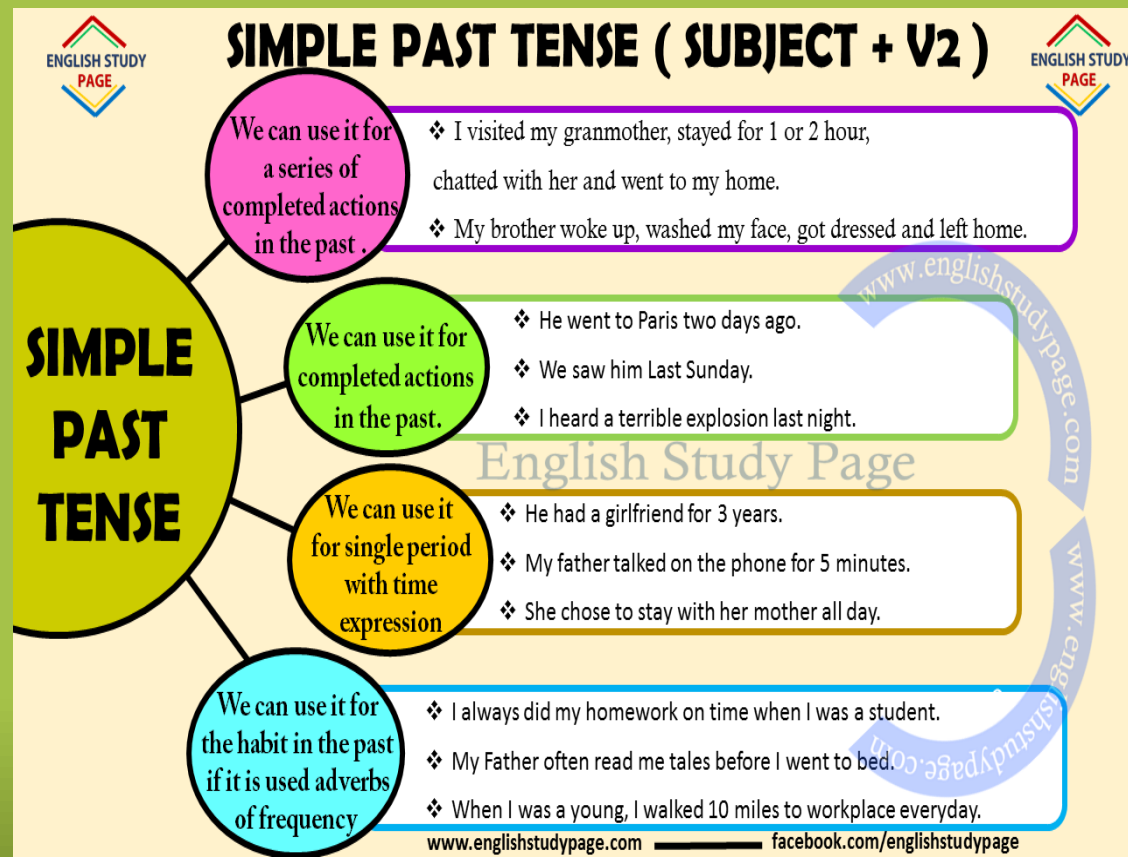 ENGLISH STUDY
PAGE
SIMPLE PAST TENSE ( SUBJECT + V2 )
ENGLISH STUDY
PAGE
We can use it for
a series of
completed actions
in the past .
❖ I visited my granmother, stayed for 1 or 2 hour,
chatted with her and went to my home.
❖ My brother woke up, washed my face, got dressed and left home.
www.englishstudypage.com
SIMPLE
PAST
TENSE
We can use it for
completed actions
in the past.
❖ He went to Paris two days ago.
❖ We saw him Last Sunday.
❖ I heard a terrible explosion last night.
English Study Page
We can use it
for single period
with time
expression
❖ He had a girlfriend for 3 years.
❖ My father talked on the phone for 5 minutes.
❖ She chose to stay with her mother all day.
www.englishstudypage.com
We can use it for
the habit in the past
if it is used adverbs
of frequency
❖ I always did my homework on time when I was a student.
❖ My Father often read me tales before I went to bed.
❖ When I was a young, I walked 10 miles to workplace everyday.
www.englishstudypage.com facebook.com/englishstudypage